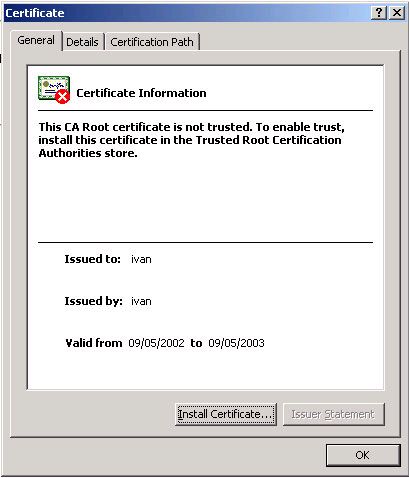 Certificate
General Details Certification Path
Certificate Information
This CA Root certificate is not trusted. To enable trust,
install this certificate in the Trusted Root Certification
Authorities store.
Issued to: ivan
Issued by: ivan
Valid from 09/05/2002 to 09/05/2003
Install Certificate... Issuer Statement
OK